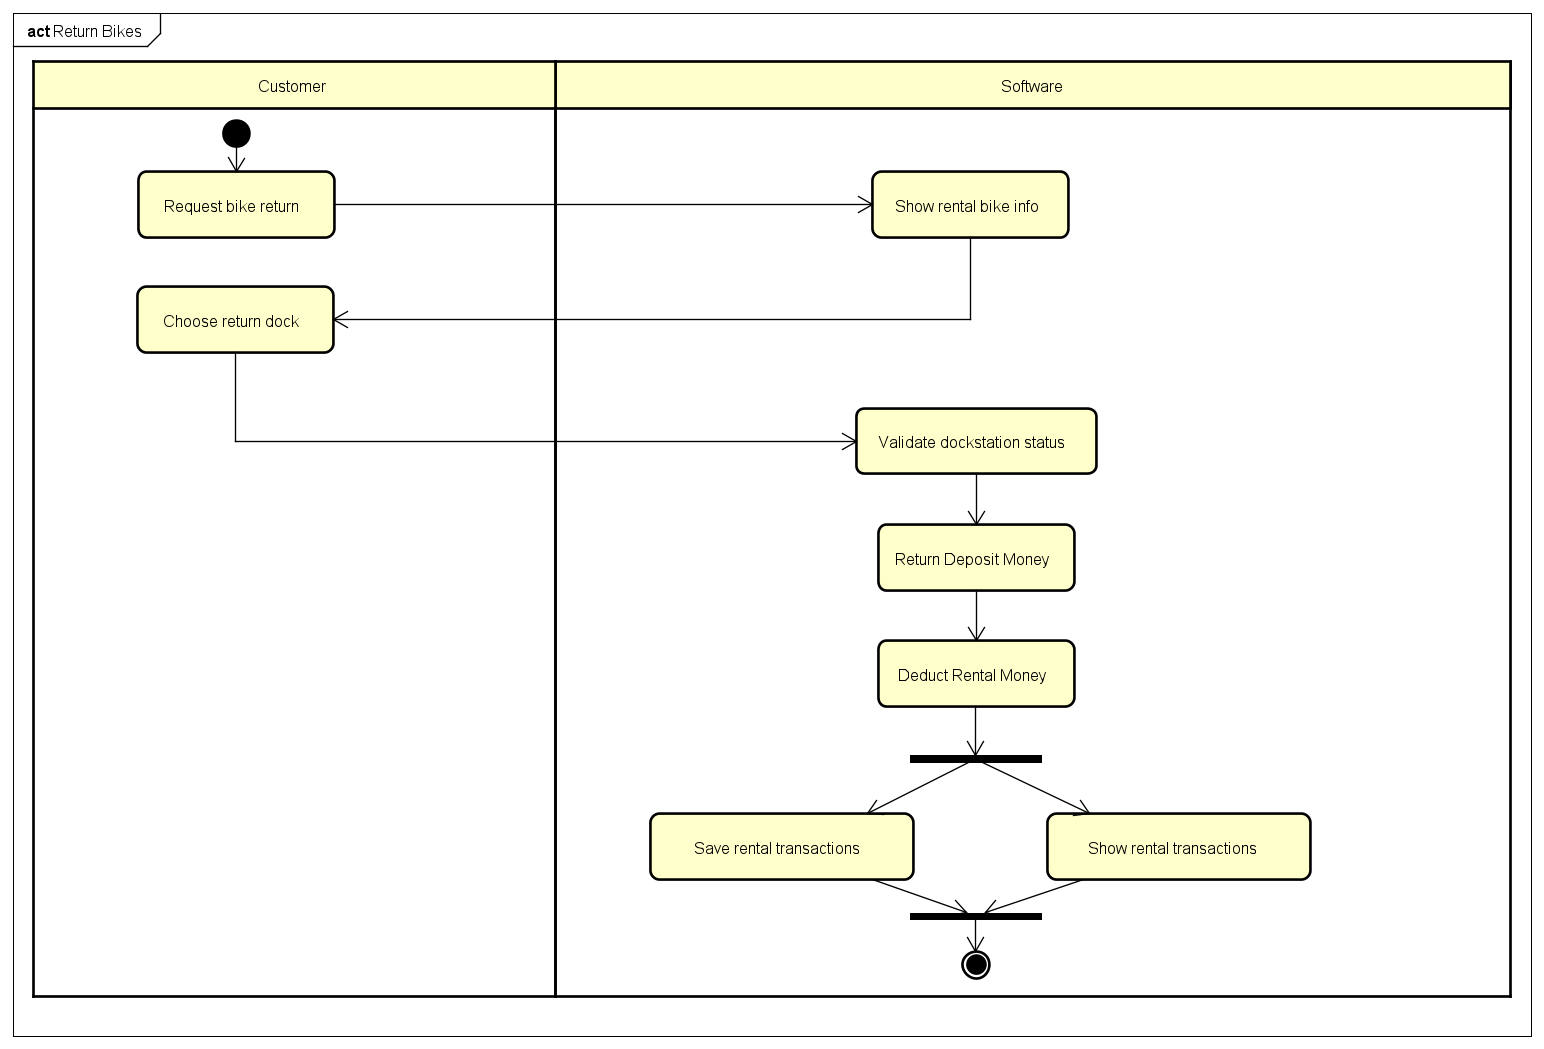 act Return Bikes
Customer
Software
Request bike return
Show rental bike info
Choose return dock
Validate dockstation status
Return Deposit Money
Deduct Rental Money
Save rental transactions
Show rental transactions